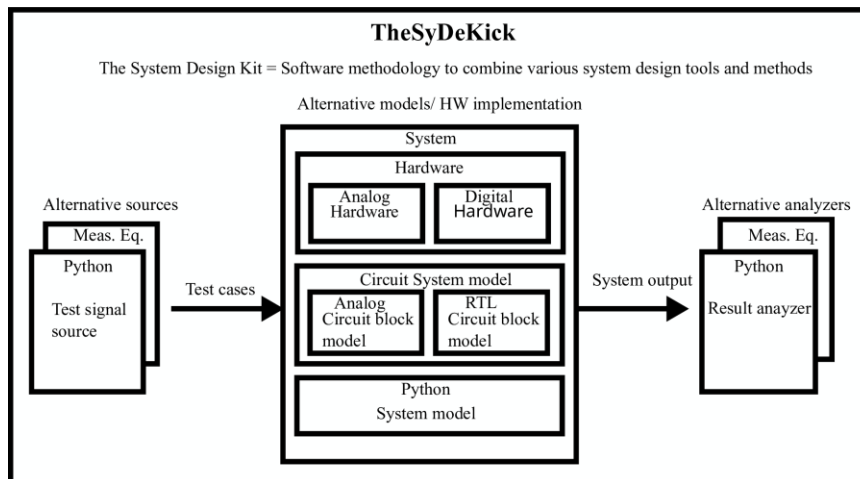 TheSyDeKick
The System Design Kit = Software methodology to combine various system design tools and methods
Alternative models/ HW implementation
System
Hardware
Analog
Hardware
Digital
Hardware
Alternative sources
Meas. Eq.
Python
Test signal
source
Test cases
Circuit System model
Analog
Circuit block
model
RTL
Circuit block
model
Python
System model
System output
Alternative analyzers
Meas. Eq.
Python
Result anayzer